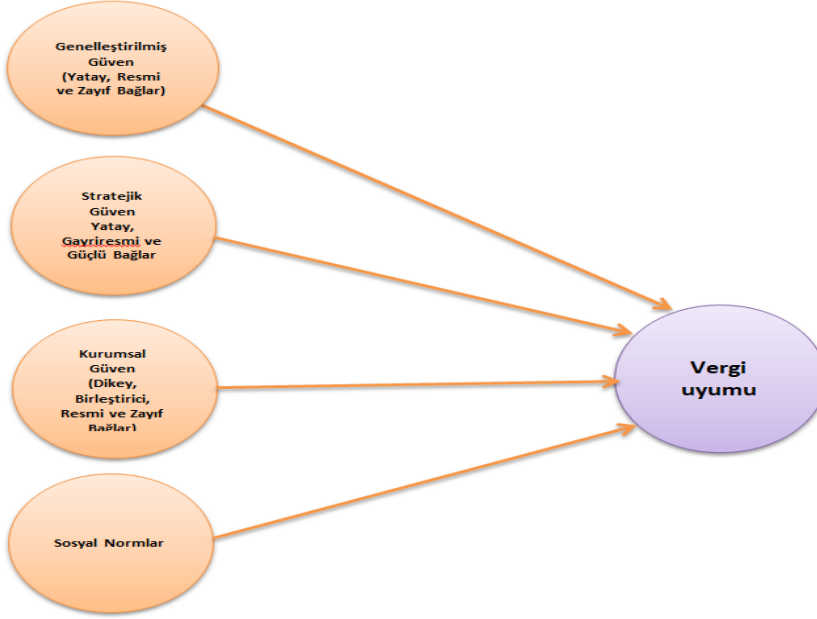 Genelleştirilmiş
Güven
(Yatay, Resmi
ve Zayıf Bağlar)
Stratejik
Güven
Yatay,
Gayriresmi ve
Güçlü Bağlar
Kurumsal
Güven
(Dikey,
Birleştirici,
Resmi ve Zayıf
Bağlar)
Sosyal Normlar
Vergi
uyumu